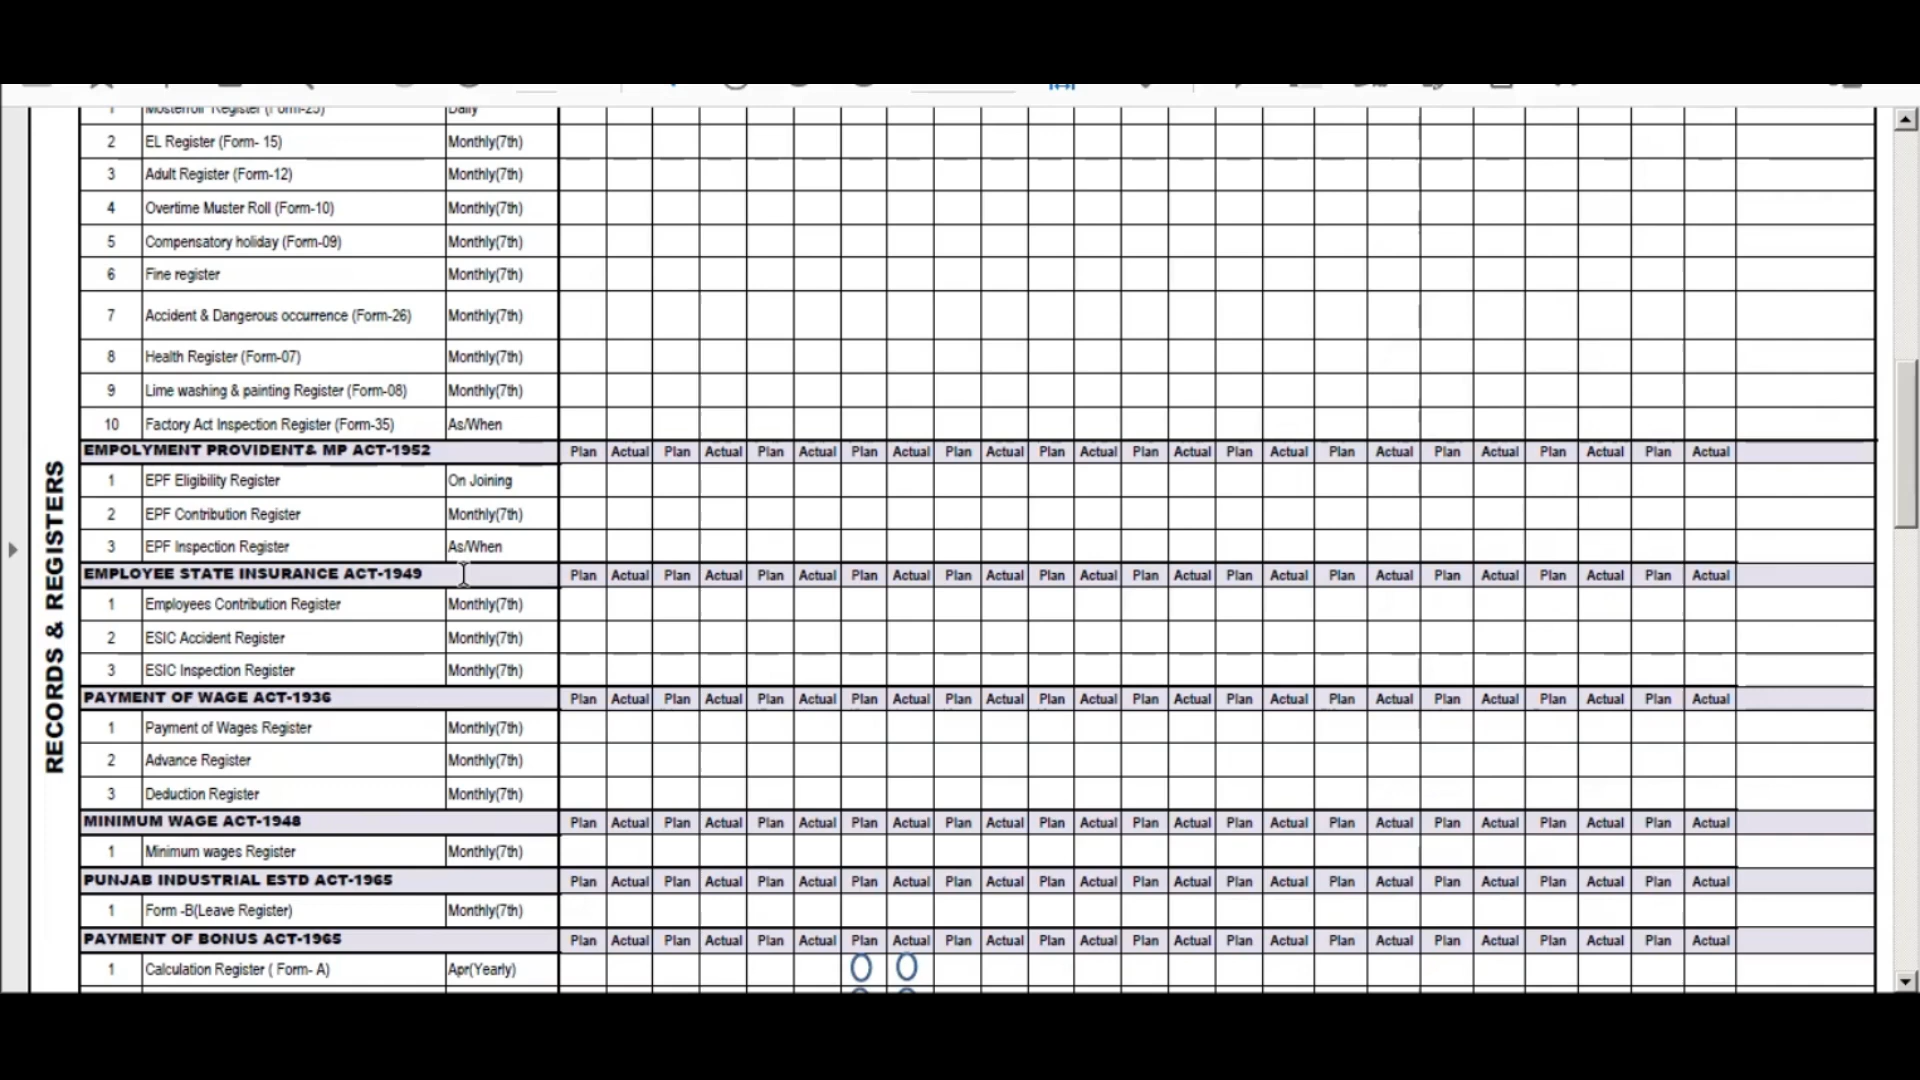 RECORDS & REGISTERS
1 Mosterroll Register (Form-25) Daily
2 EL Register (Form- 15) Monthly(7th)
3 Adult Register (Form-12) Monthly(7th)
4 Overtime Muster Roll (Form-10) Monthly(7th)
5 Compensatory holiday (Form-09) Monthly(7th)
6 Fine register Monthly(7th)
7 Accident & Dangerous occurrence (Form-26) Monthly(7th)
8 Health Register (Form-07) Monthly(7th)
9 Lime washing & painting Register (Form-08) Monthly(7th)
10 Factory Act Inspection Register (Form-35) As/When
EMPOLYMENT PROVIDENT& MP ACT-1952 Plan Actual Plan Actual Plan Actual Plan Actual Plan Actual Plan Actual Plan Actual Plan Actual Plan Actual Plan Actual Plan Actual Plan Actual
1 EPF Eligibility Register On Joining
2 EPF Contribution Register Monthly(7th)
3 EPF Inspection Register As/When
EMPLOYEE STATE INSURANCE ACT-1949 Plan Actual Plan Actual Plan Actual Plan Actual Plan Actual Plan Actual Plan Actual Plan Actual Plan Actual Plan Actual Plan Actual Plan Actual
1 Employees Contribution Register Monthly(7th)
2 ESIC Accident Register Monthly(7th)
3 ESIC Inspection Register Monthly(7th)
PAYMENT OF WAGE ACT-1936 Plan Actual Plan Actual Plan Actual Plan Actual Plan Actual Plan Actual Plan Actual Plan Actual Plan Actual Plan Actual Plan Actual Plan Actual
1 Payment of Wages Register Monthly(7th)
2 Advance Register Monthly(7th)
3 Deduction Register Monthly(7th)
MINIMUM WAGE ACT-1948 Plan Actual Plan Actual Plan Actual Plan Actual Plan Actual Plan Actual Plan Actual Plan Actual Plan Actual Plan Actual Plan Actual Plan Actual
1 Minimum wages Register Monthly(7th)
PUNJAB INDUSTRIAL ESTD ACT-1965 Plan Actual Plan Actual Plan Actual Plan Actual Plan Actual Plan Actual Plan Actual Plan Actual Plan Actual Plan Actual Plan Actual Plan Actual
1 Form -B(Leave Register) Monthly(7th)
PAYMENT OF BONUS ACT-1965 Plan Actual Plan Actual Plan Actual Plan Actual Plan Actual Plan Actual Plan Actual Plan Actual Plan Actual Plan Actual Plan Actual Plan Actual
1 Calculation Register ( Form- A) Apr(Yearly)